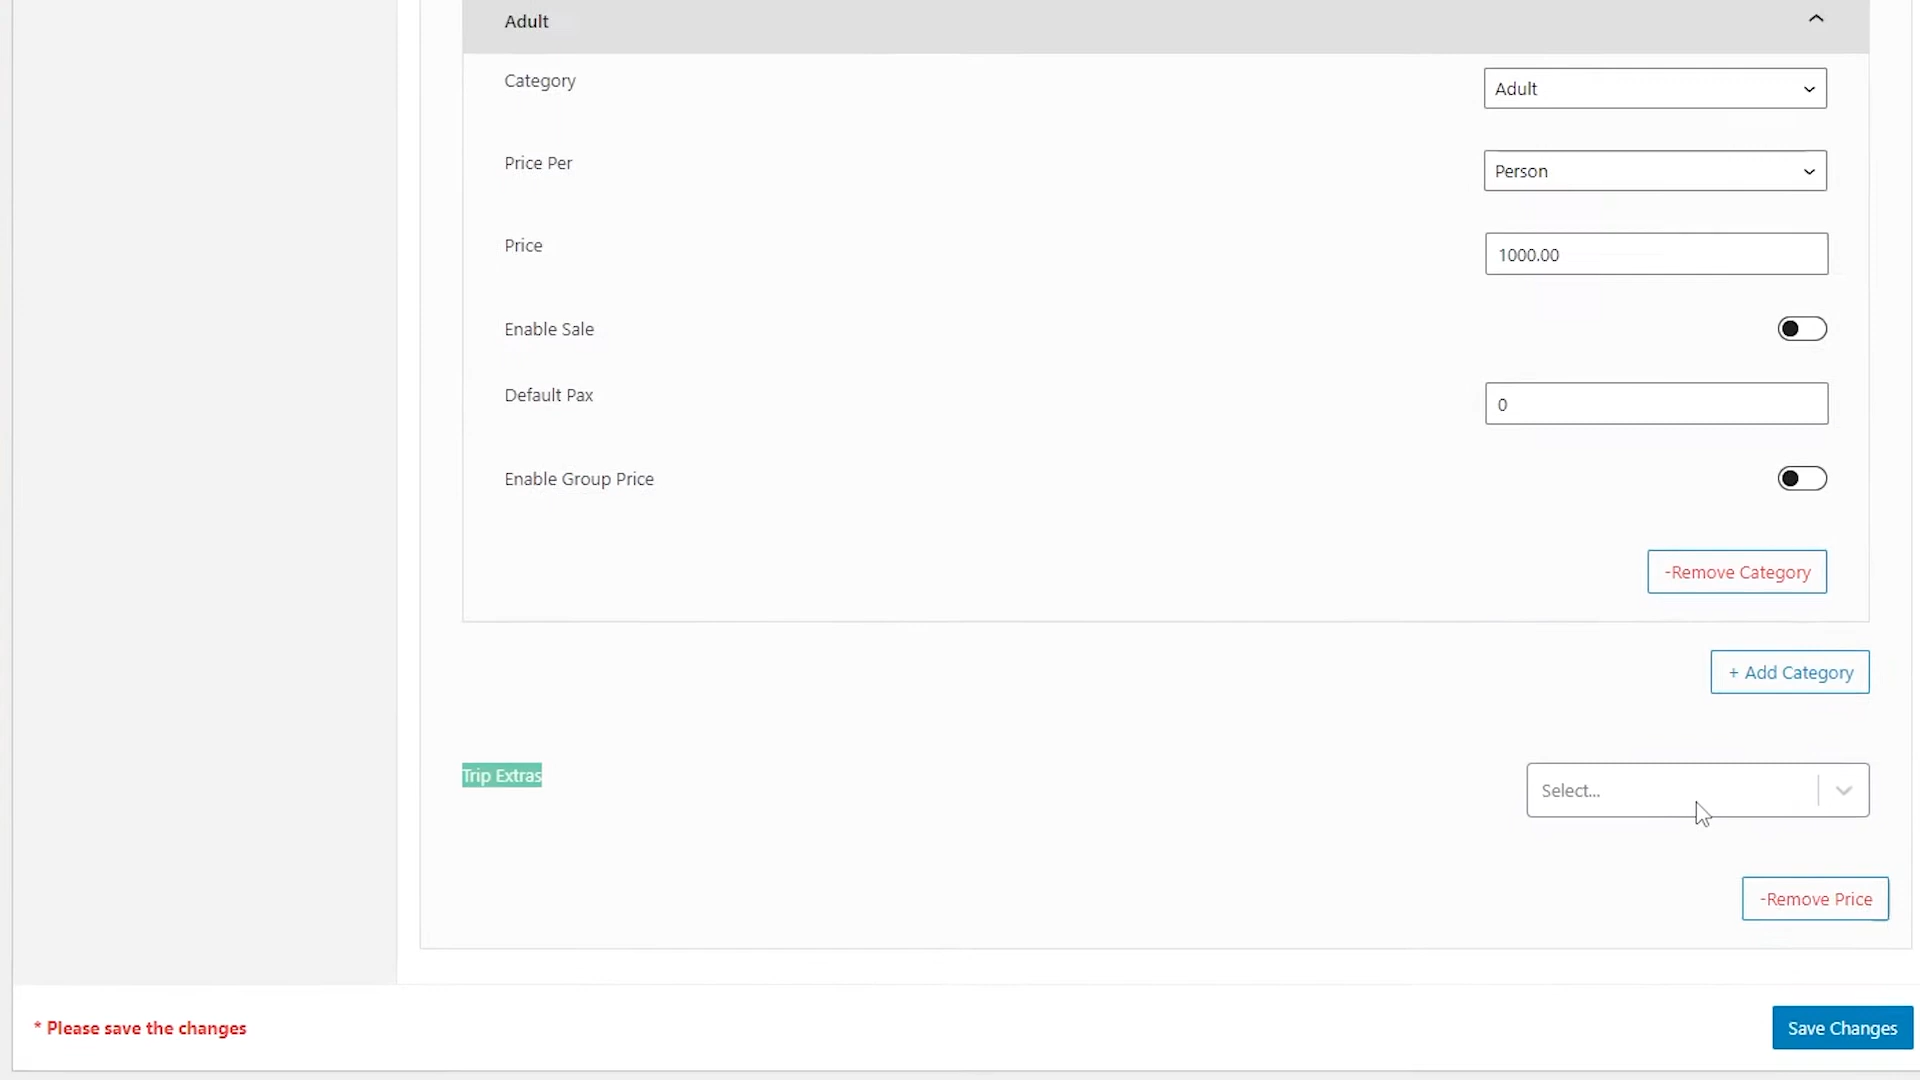 Adult
Category
Adult
Price Per
Person
Price
1000.00
Enable Sale
Default Pax
0
Enable Group Price
-Remove Category
+ Add Category
Trip Extras
Select...
-Remove Price
* Please save the changes
Save Changes